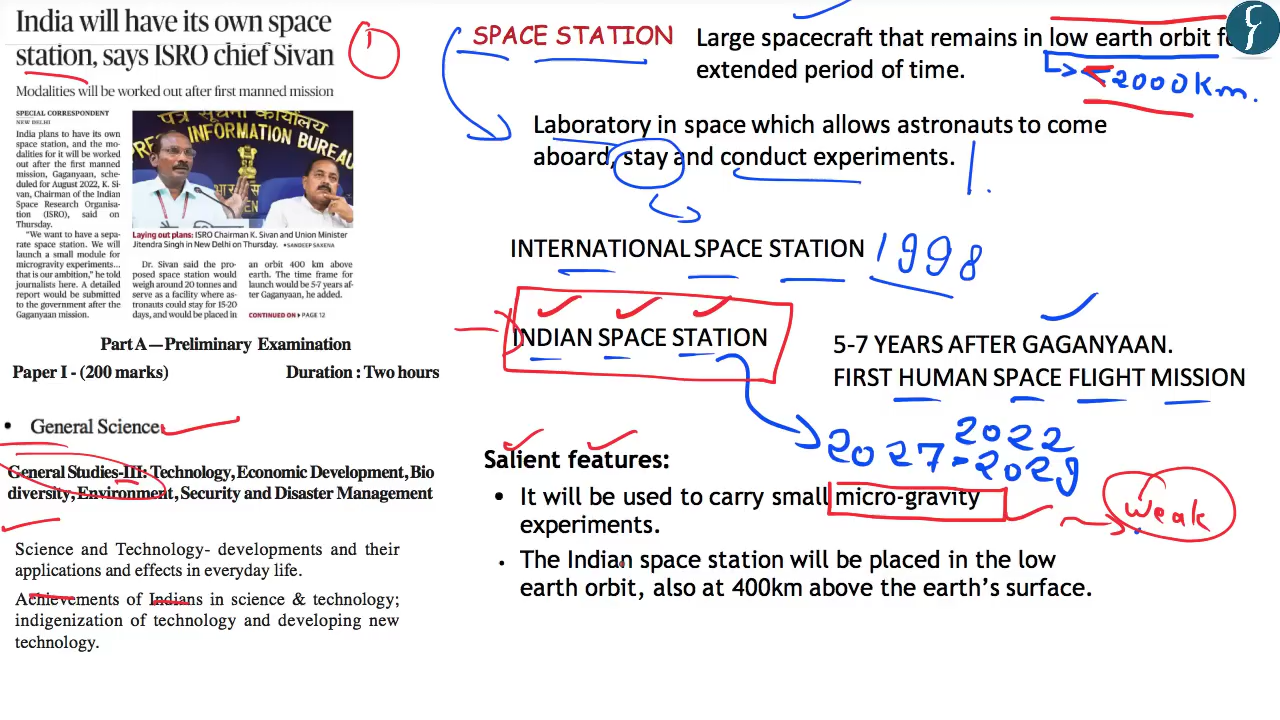 India will have its own space
station, says ISRO chief Sivan
1
Modalities will be worked out after first manned mission
SPECIAL CORRESPONDENT
NEW DELHI
India plans to have its own
space station, and the mo-
dalities for it will be worked
out after the first manned
mission, Gaganyaan, sche-
duled for August 2022, K. Si-
van, Chairman of the Indian
Space Research Organisa-
tion (ISRO), said on
Thursday.
"We want to have a sepa-
rate space station. We will
launch a small module for
microgravity experiments...
that is our ambition," he told
journalists here. A detailed
report would be submitted
to the government after the
Gaganyaan mission.
पत्र सूचना कार्यालय
PRESS INFORMATION BUREAU
Laying out plans: ISRO Chairman K. Sivan and Union Minister
Jitendra Singh in New Delhi on Thursday. • SANDEEP SAXENA
Dr. Sivan said the pro-
posed space station would
weigh around 20 tonnes and
serve as a facility where as-
tronauts could stay for 15-20
days, and would be placed in
an orbit 400 km above
earth. The time frame for
launch would be 5-7 years af-
ter Gaganyaan, he added.
CONTINUED ON PAGE 12
Part A—Preliminary Examination
Paper I - (200 marks) Duration : Two hours
• General Science
General Studies-III: Technology, Economic Development, Bio
diversity, Environment, Security and Disaster Management
Science and Technology- developments and their
applications and effects in everyday life.
Achievements of Indians in science & technology;
indigenization of technology and developing new
technology.
SPACE STATION
Large spacecraft that remains in low earth orbit
extended period of time.
<2000km.
Laboratory in space which allows astronauts to come
aboard, stay and conduct experiments.
INTERNATIONAL SPACE STATION 1998
INDIAN SPACE STATION
5-7 YEARS AFTER GAGANYAAN.
FIRST HUMAN SPACE FLIGHT MISSION
2022
2027-2029
Salient features:
• It will be used to carry small micro-gravity
experiments.
weak
• The Indian space station will be placed in the low
earth orbit, also at 400km above the earth's surface.